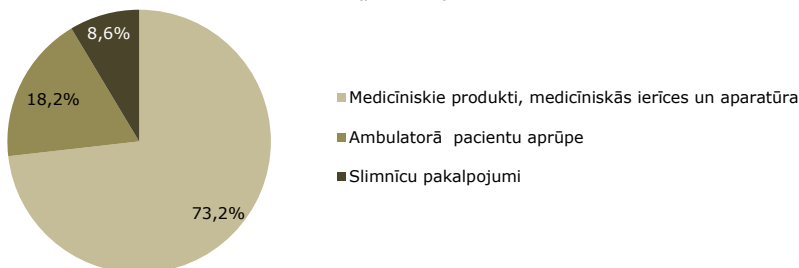 8,6%
18,2%
73,2%
Medicīniskie produkti, medicīniskās ierīces un aparatūra
Ambulatorā pacientu aprūpe
Slimnīcu pakalpojumi